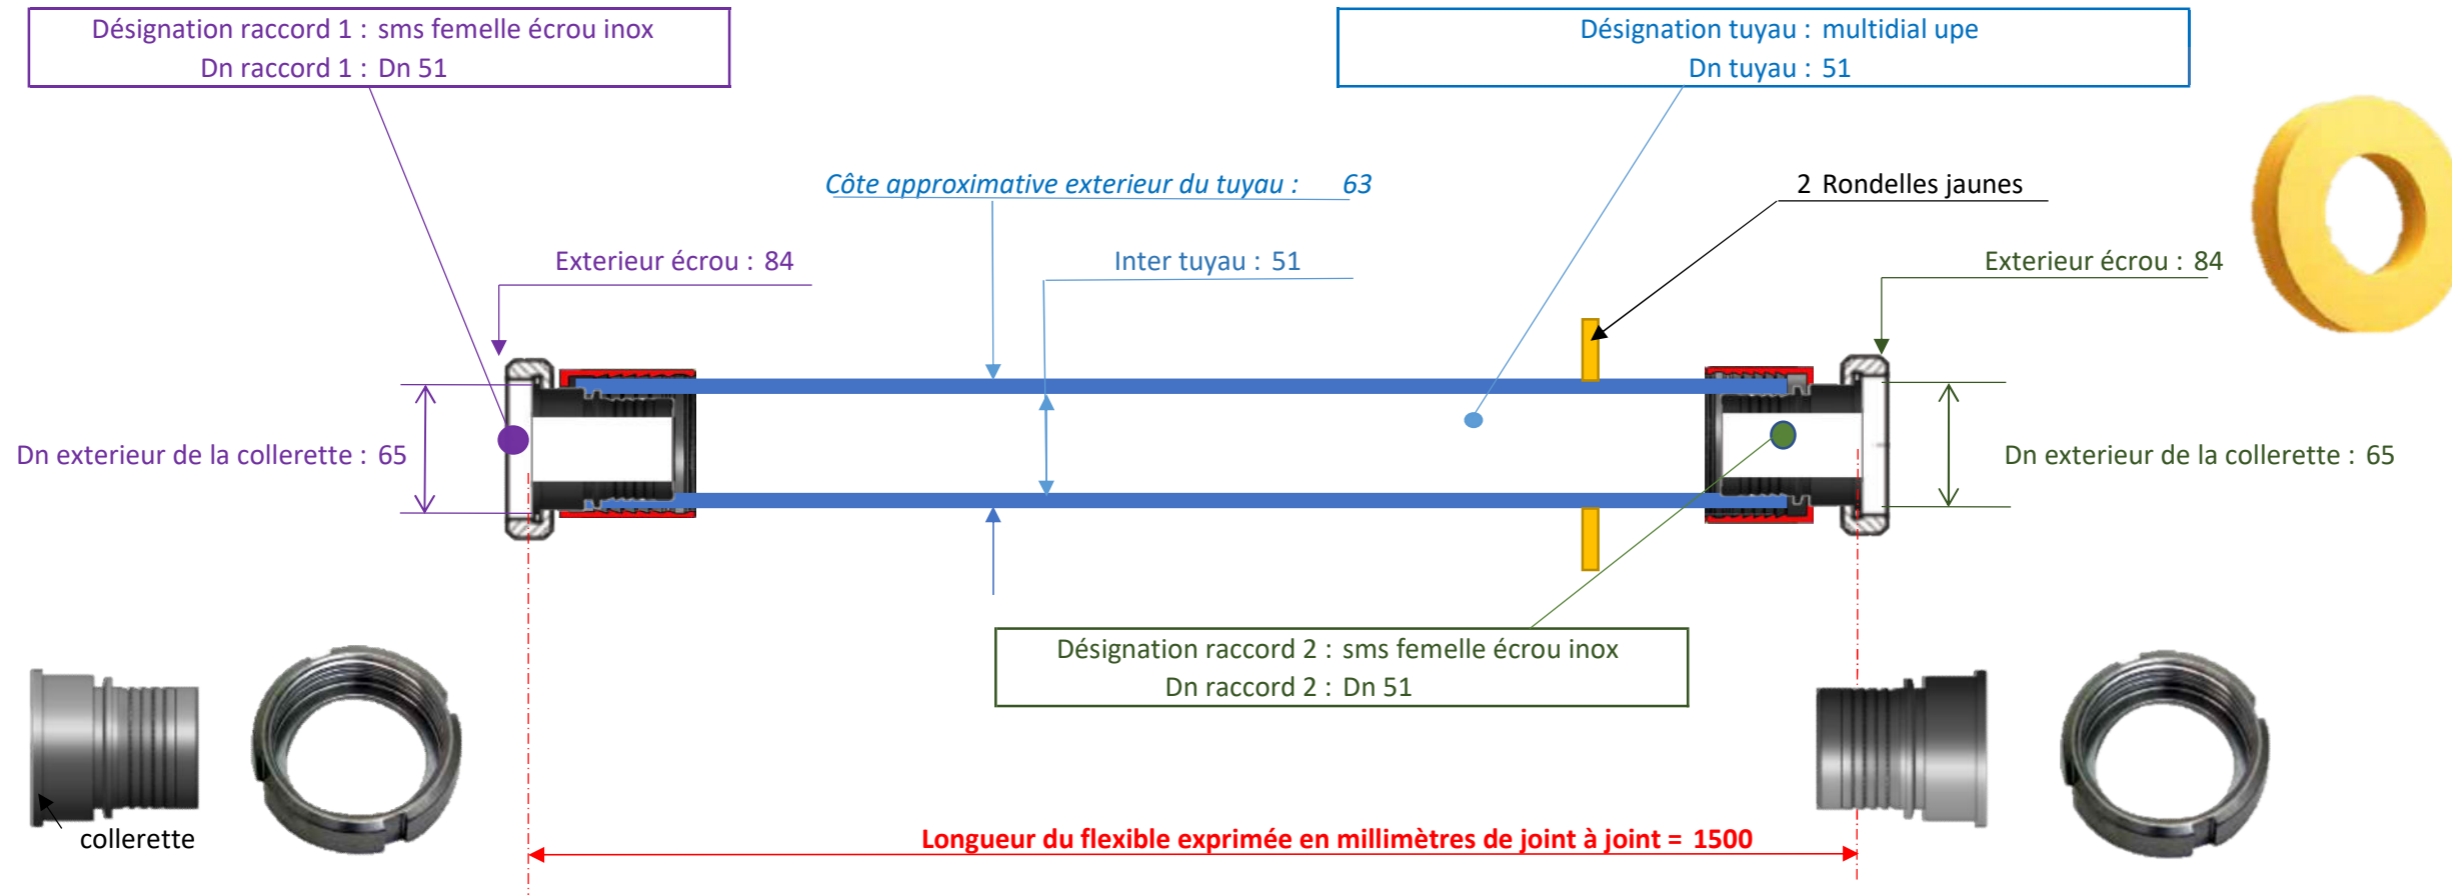 Désignation raccord 1 : sms femelle écrou inox
Dn raccord 1 : Dn 51
Désignation tuyau : multidial upe
Dn tuyau : 51
Côte approximative exterieur du tuyau : 63
2 Rondelles jaunes
Exterieur écrou : 84
Inter tuyau : 51
Exterieur écrou : 84
Dn exterieur de la collerette : 65
Dn exterieur de la collerette : 65
Désignation raccord 2 : sms femelle écrou inox
Dn raccord 2 : Dn 51
collerette
Longueur du flexible exprimée en millimètres de joint à joint = 1500